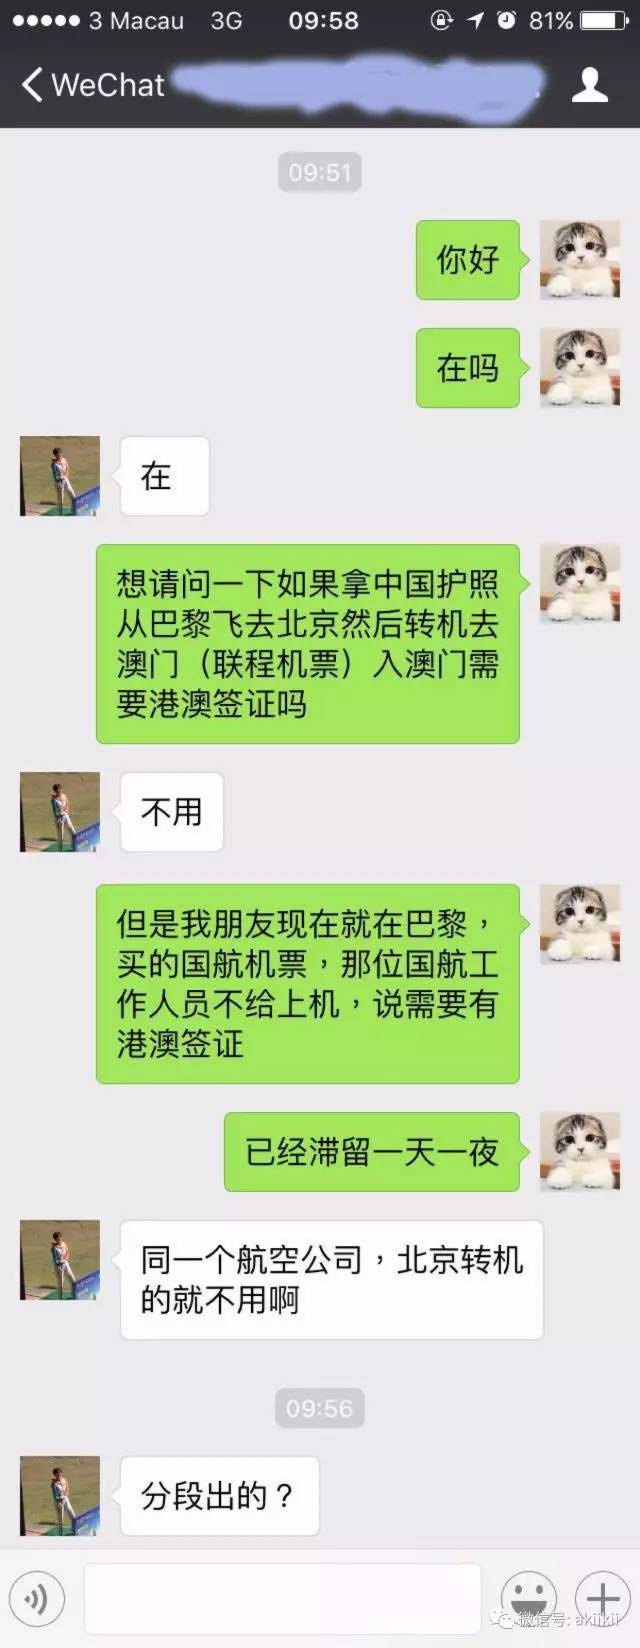 3 Macau 3G 09:58 81%
WeChat
09:51
你好
在吗
在
想请问一下如果拿中国护照
从巴黎飞去北京然后转机去
澳门（联程机票）入澳门需
要港澳签证吗
不用
但是我朋友现在就在巴黎，
买的国航机票，那位国航工
作人员不给上机，说需要有
港澳签证
已经滞留一天一夜
同一个航空公司，北京转机
的就不用啊
09:56
分段出的？
微信号: akiikii